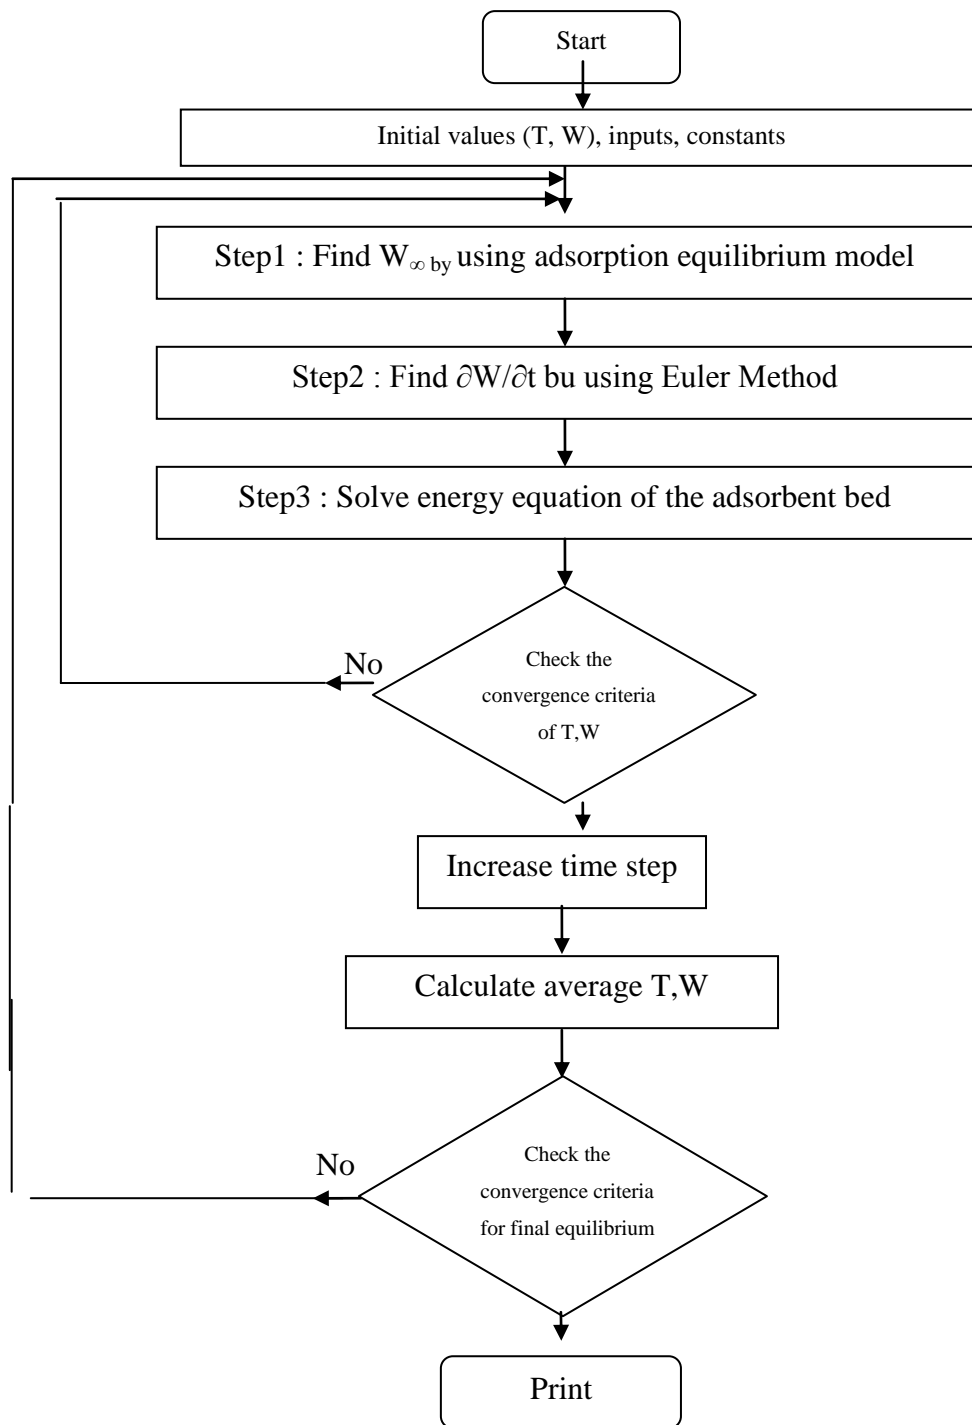 Start
Initial values (T, W), inputs, constants
Step1 : Find W∞ by using adsorption equilibrium model
Step2 : Find ∂W/∂t bu using Euler Method
Step3 : Solve energy equation of the adsorbent bed
Check the
convergence criteria
of T,W
No
Increase time step
Calculate average T,W
Check the
convergence criteria
for final equilibrium
No
Print